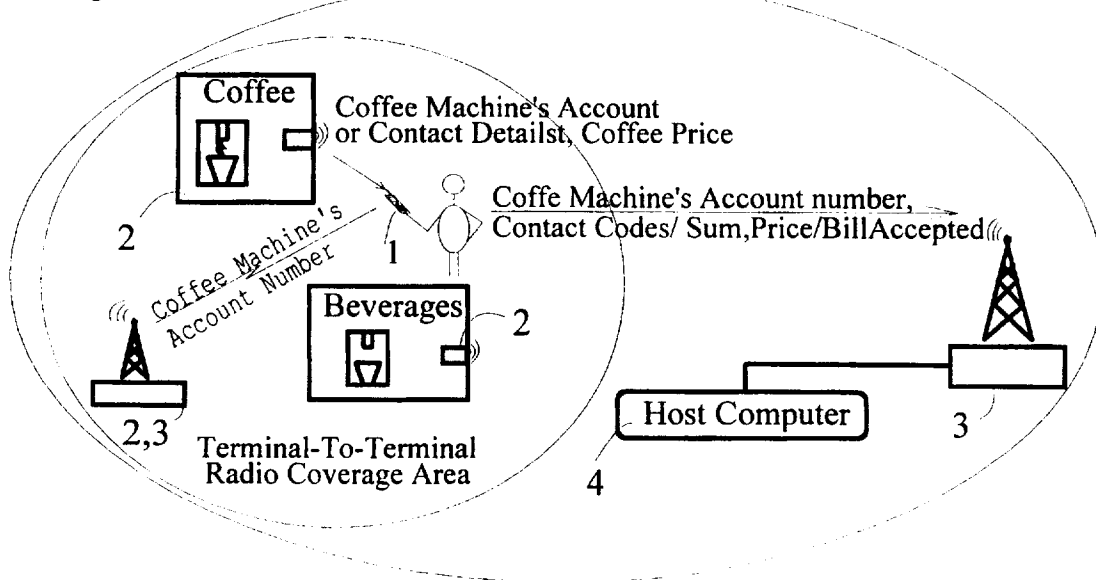 Coffee
Coffee Machine's Account
or Contact Detailst, Coffee Price
2
1
Coffe Machine's Account number,
Contact Codes/ Sum,Price/BillAccepted
Coffee Machine's
Account Number
Beverages
2
2,3
Terminal-To-Terminal
Radio Coverage Area
Host Computer
3
4